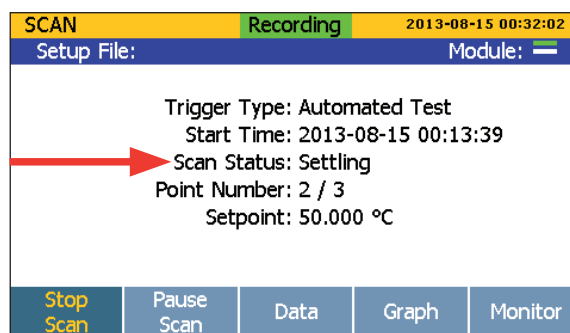 SCAN Recording 2013-08-15 00:32:02
Setup File: Module:
Trigger Type: Automated Test
Start Time: 2013-08-15 00:13:39
Scan Status: Settling
Point Number: 2 / 3
Setpoint: 50.000 °C
Stop Scan
Pause Scan
Data
Graph
Monitor